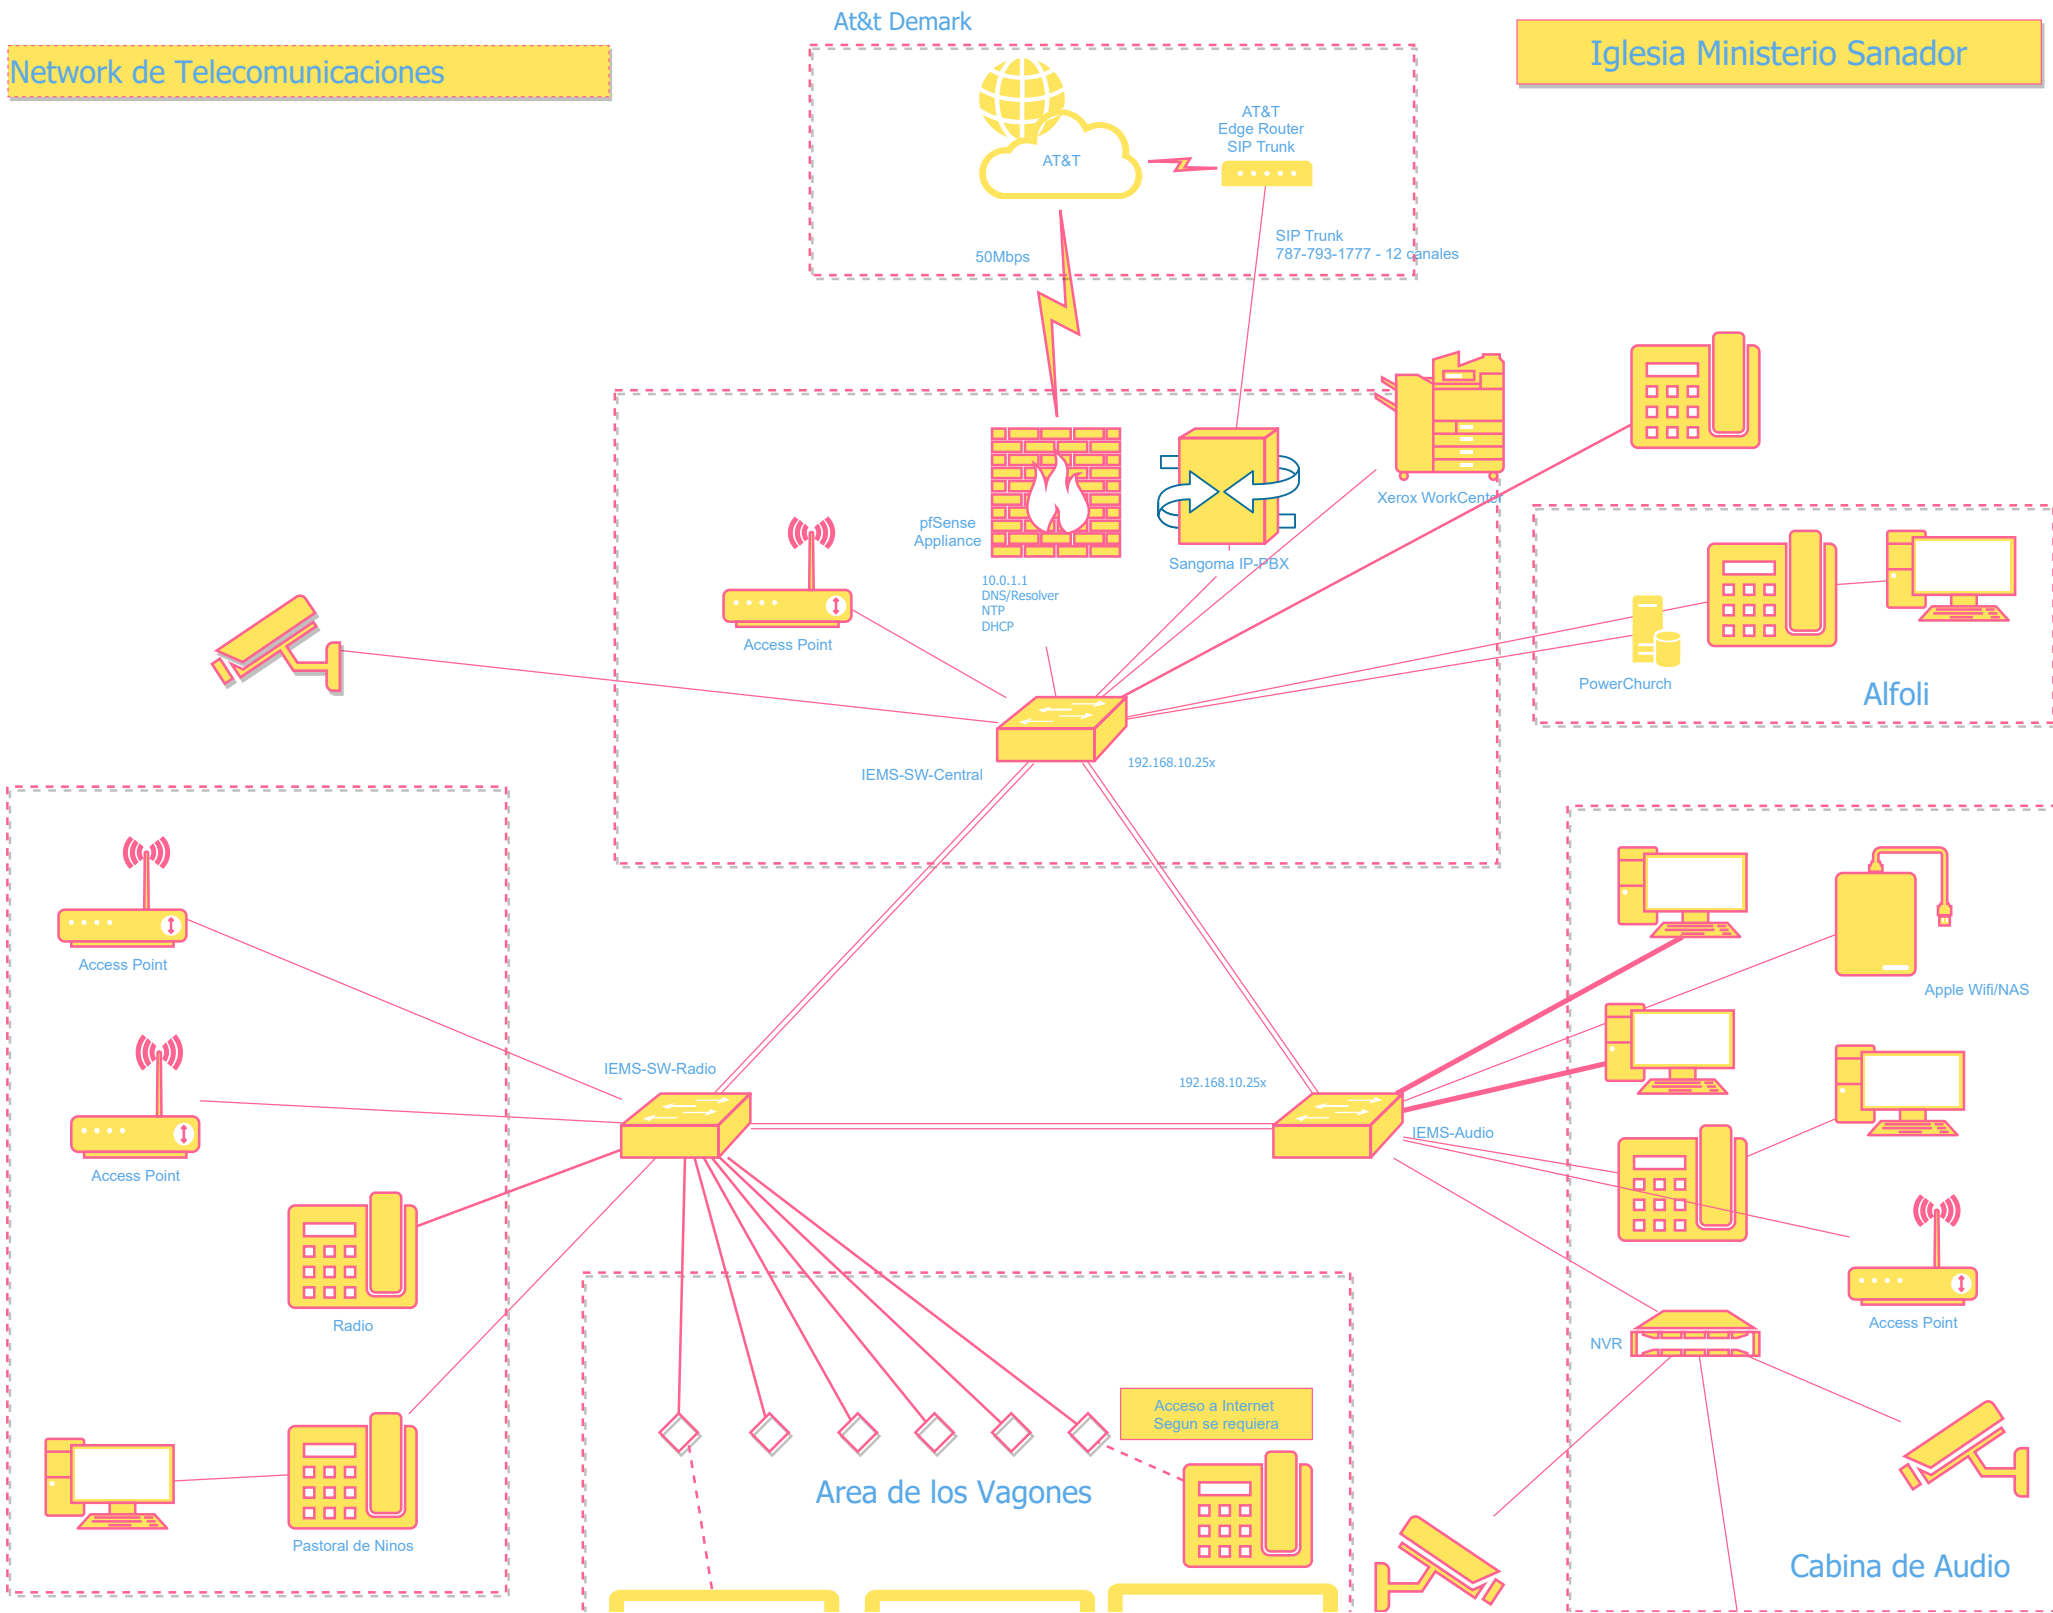 At&t Demark
Network de Telecomunicaciones
Iglesia Ministerio Sanador
AT&T
Edge Router
SIP Trunk
AT&T
SIP Trunk
787-793-1777 - 12 canales
50Mbps
Xerox WorkCenter
pfSense
Appliance
Sangoma IP-PBX
10.0.1.1
DNS/Resolver
NTP
DHCP
Access Point
PowerChurch
Alfoli
IEMS-SW-Central
192.168.10.25x
Access Point
Apple Wifi/NAS
IEMS-SW-Radio
192.168.10.25x
IEMS-Audio
Access Point
Radio
Access Point
NVR
Acceso a Internet
Segun se requiera
Area de los Vagones
Pastoral de Ninos
Cabina de Audio